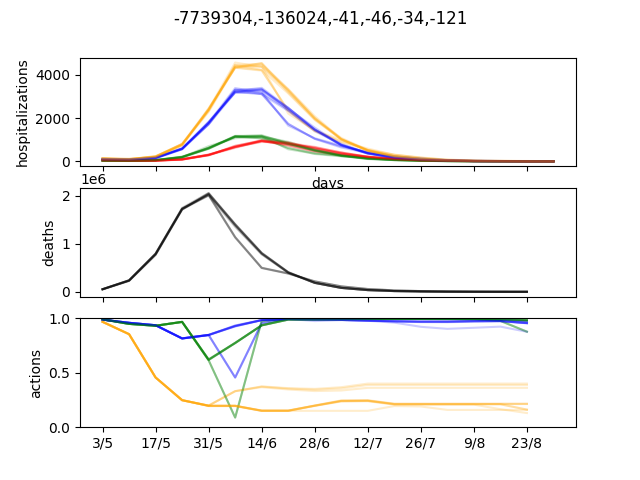 -7739304,-136024,-41,-46,-34,-121
4000
2000
0
hospitalizations
days
1e6
2
1
0
deaths
1.0
0.5
0.0
actions
3/5 17/5 31/5 14/6 28/6 12/7 26/7 9/8 23/8